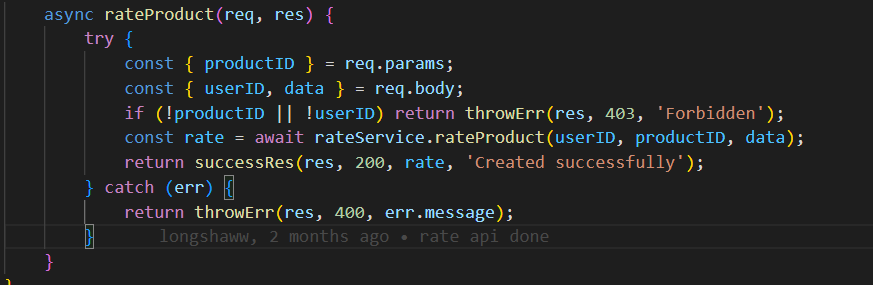 async rateProduct(req, res) {
try {
const { productID } = req.params;
const { userID, data } = req.body;
if (!productID || !userID) return throwErr(res, 403, 'Forbidden');
const rate = await rateService.rateProduct(userID, productID, data);
return successRes(res, 200, rate, 'Created successfully');
} catch (err) {
return throwErr(res, 400, err.message);
} longshaww, 2 months ago • rate api done
}
}